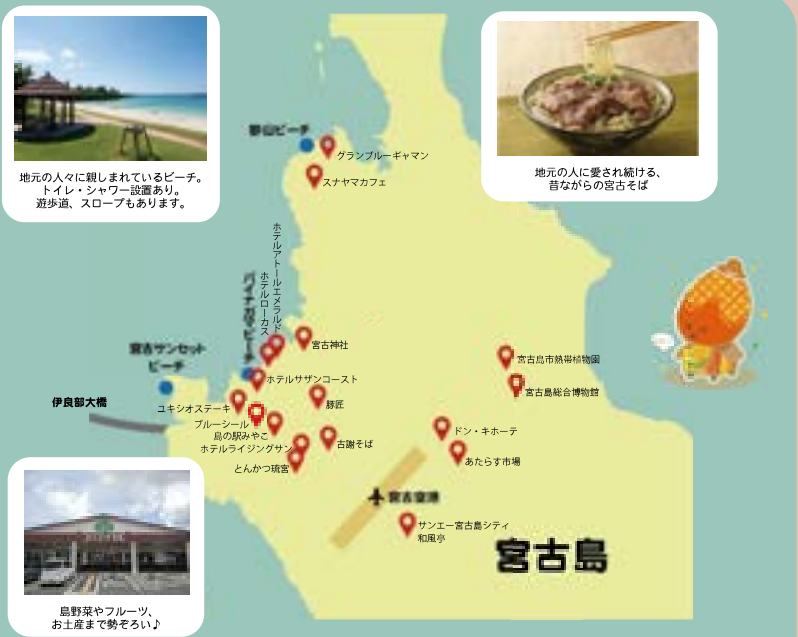 地元の人々に親しまれているビーチ。
トイレ・シャワー設置あり。
遊歩道、スロープもあります。
地元の人に愛され続ける、
昔ながらの宮古そば
砂山ビーチ
グランブルーギャマン
スナヤマカフェ
ホテルアトールエメラルド
ホテルローカス
パイナガマビーチ
宮古神社
宮古サンセット
ビーチ
ホテルサザンコースト
伊良部大橋
ユキシオステーキ
豚匠
ブルーシール
島の駅みやこ
ホテルライジングサン
古謝そば
とんかつ琉宮
宮古島市熱帯植物園
宮古島総合博物館
ドン・キホーテ
あたらす市場
宮古空港
サンエー宮古島シティ
和風亭
宮古島
島野菜やフルーツ、
お土産まで勢ぞろい♪